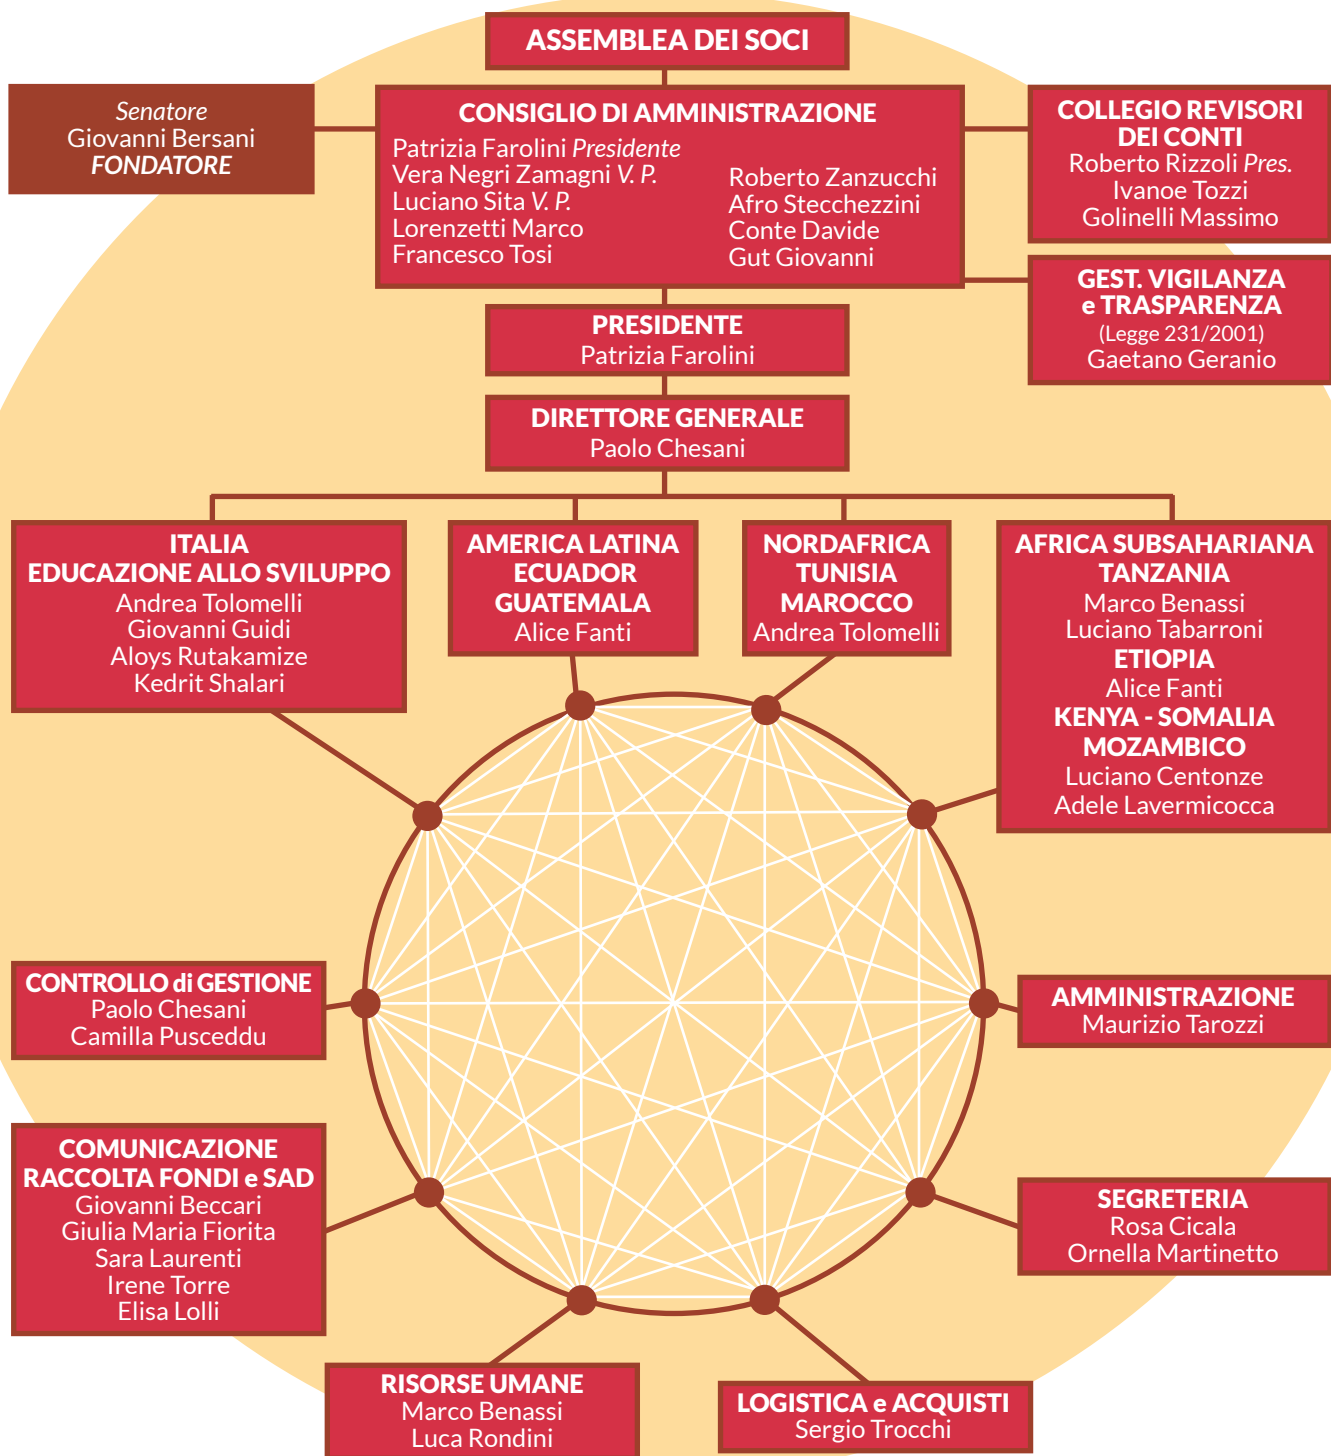 ASSEMBLEA DEI SOCI
Senatore
Giovanni Bersani
FONDATORE
CONSIGLIO DI AMMINISTRAZIONE
Patrizia Farolini Presidente
Vera Negri Zamagni V. P.
Luciano Sita V. P.
Lorenzetti Marco
Francesco Tosi
Roberto Zanzucchi
Afro Stecchezzini
Conte Davide
Gut Giovanni
COLLEGIO REVISORI
DEI CONTI
Roberto Rizzoli Pres.
Ivanoe Tozzi
Golinelli Massimo
GEST. VIGILANZA
e TRASPARENZA
(Legge 231/2001)
Gaetano Geranio
PRESIDENTE
Patrizia Farolini
DIRETTORE GENERALE
Paolo Chesani
ITALIA
EDUCAZIONE ALLO SVILUPPO
Andrea Tolomelli
Giovanni Guidi
Aloys Rutakamize
Kedrit Shalari
AMERICA LATINA
ECUADOR
GUATEMALA
Alice Fanti
NORDAFRICA
TUNISIA
MAROCCO
Andrea Tolomelli
AFRICA SUBSAHARIANA
TANZANIA
Marco Benassi
Luciano Tabarroni
ETIOPIA
Alice Fanti
KENYA - SOMALIA
MOZAMBICO
Luciano Centonze
Adele Lavermicocca
CONTROLLO di GESTIONE
Paolo Chesani
Camilla Pusceddu
AMMINISTRAZIONE
Maurizio Tarozzi
COMUNICAZIONE
RACCOLTA FONDI e SAD
Giovanni Beccari
Giulia Maria Fiorita
Sara Laurenti
Irene Torre
Elisa Lolli
SEGRETERIA
Rosa Cicala
Ornella Martinetto
RISORSE UMANE
Marco Benassi
Luca Rondini
LOGISTICA e ACQUISTI
Sergio Trocchi